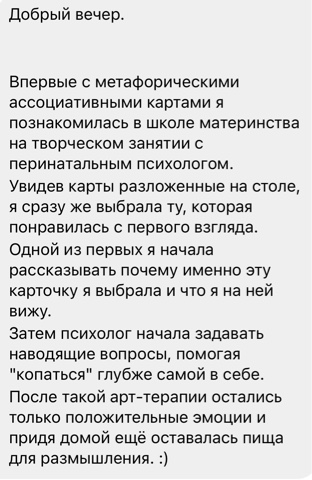 Добрый вечер.
Впервые с метафорическими
ассоциативными картами я
познакомилась в школе материнства
на творческом занятии с
перинатальным психологом.
Увидев карты разложенные на столе,
я сразу же выбрала ту, которая
понравилась с первого взгляда.
Одной из первых я начала
рассказывать почему именно эту
карточку я выбрала и что я на ней
вижу.
Затем психолог начала задавать
наводящие вопросы, помогая
"копаться" глубже самой в себе.
После такой арт-терапии остались
только положительные эмоции и
придя домой ещё оставалась пища
для размышления. :)